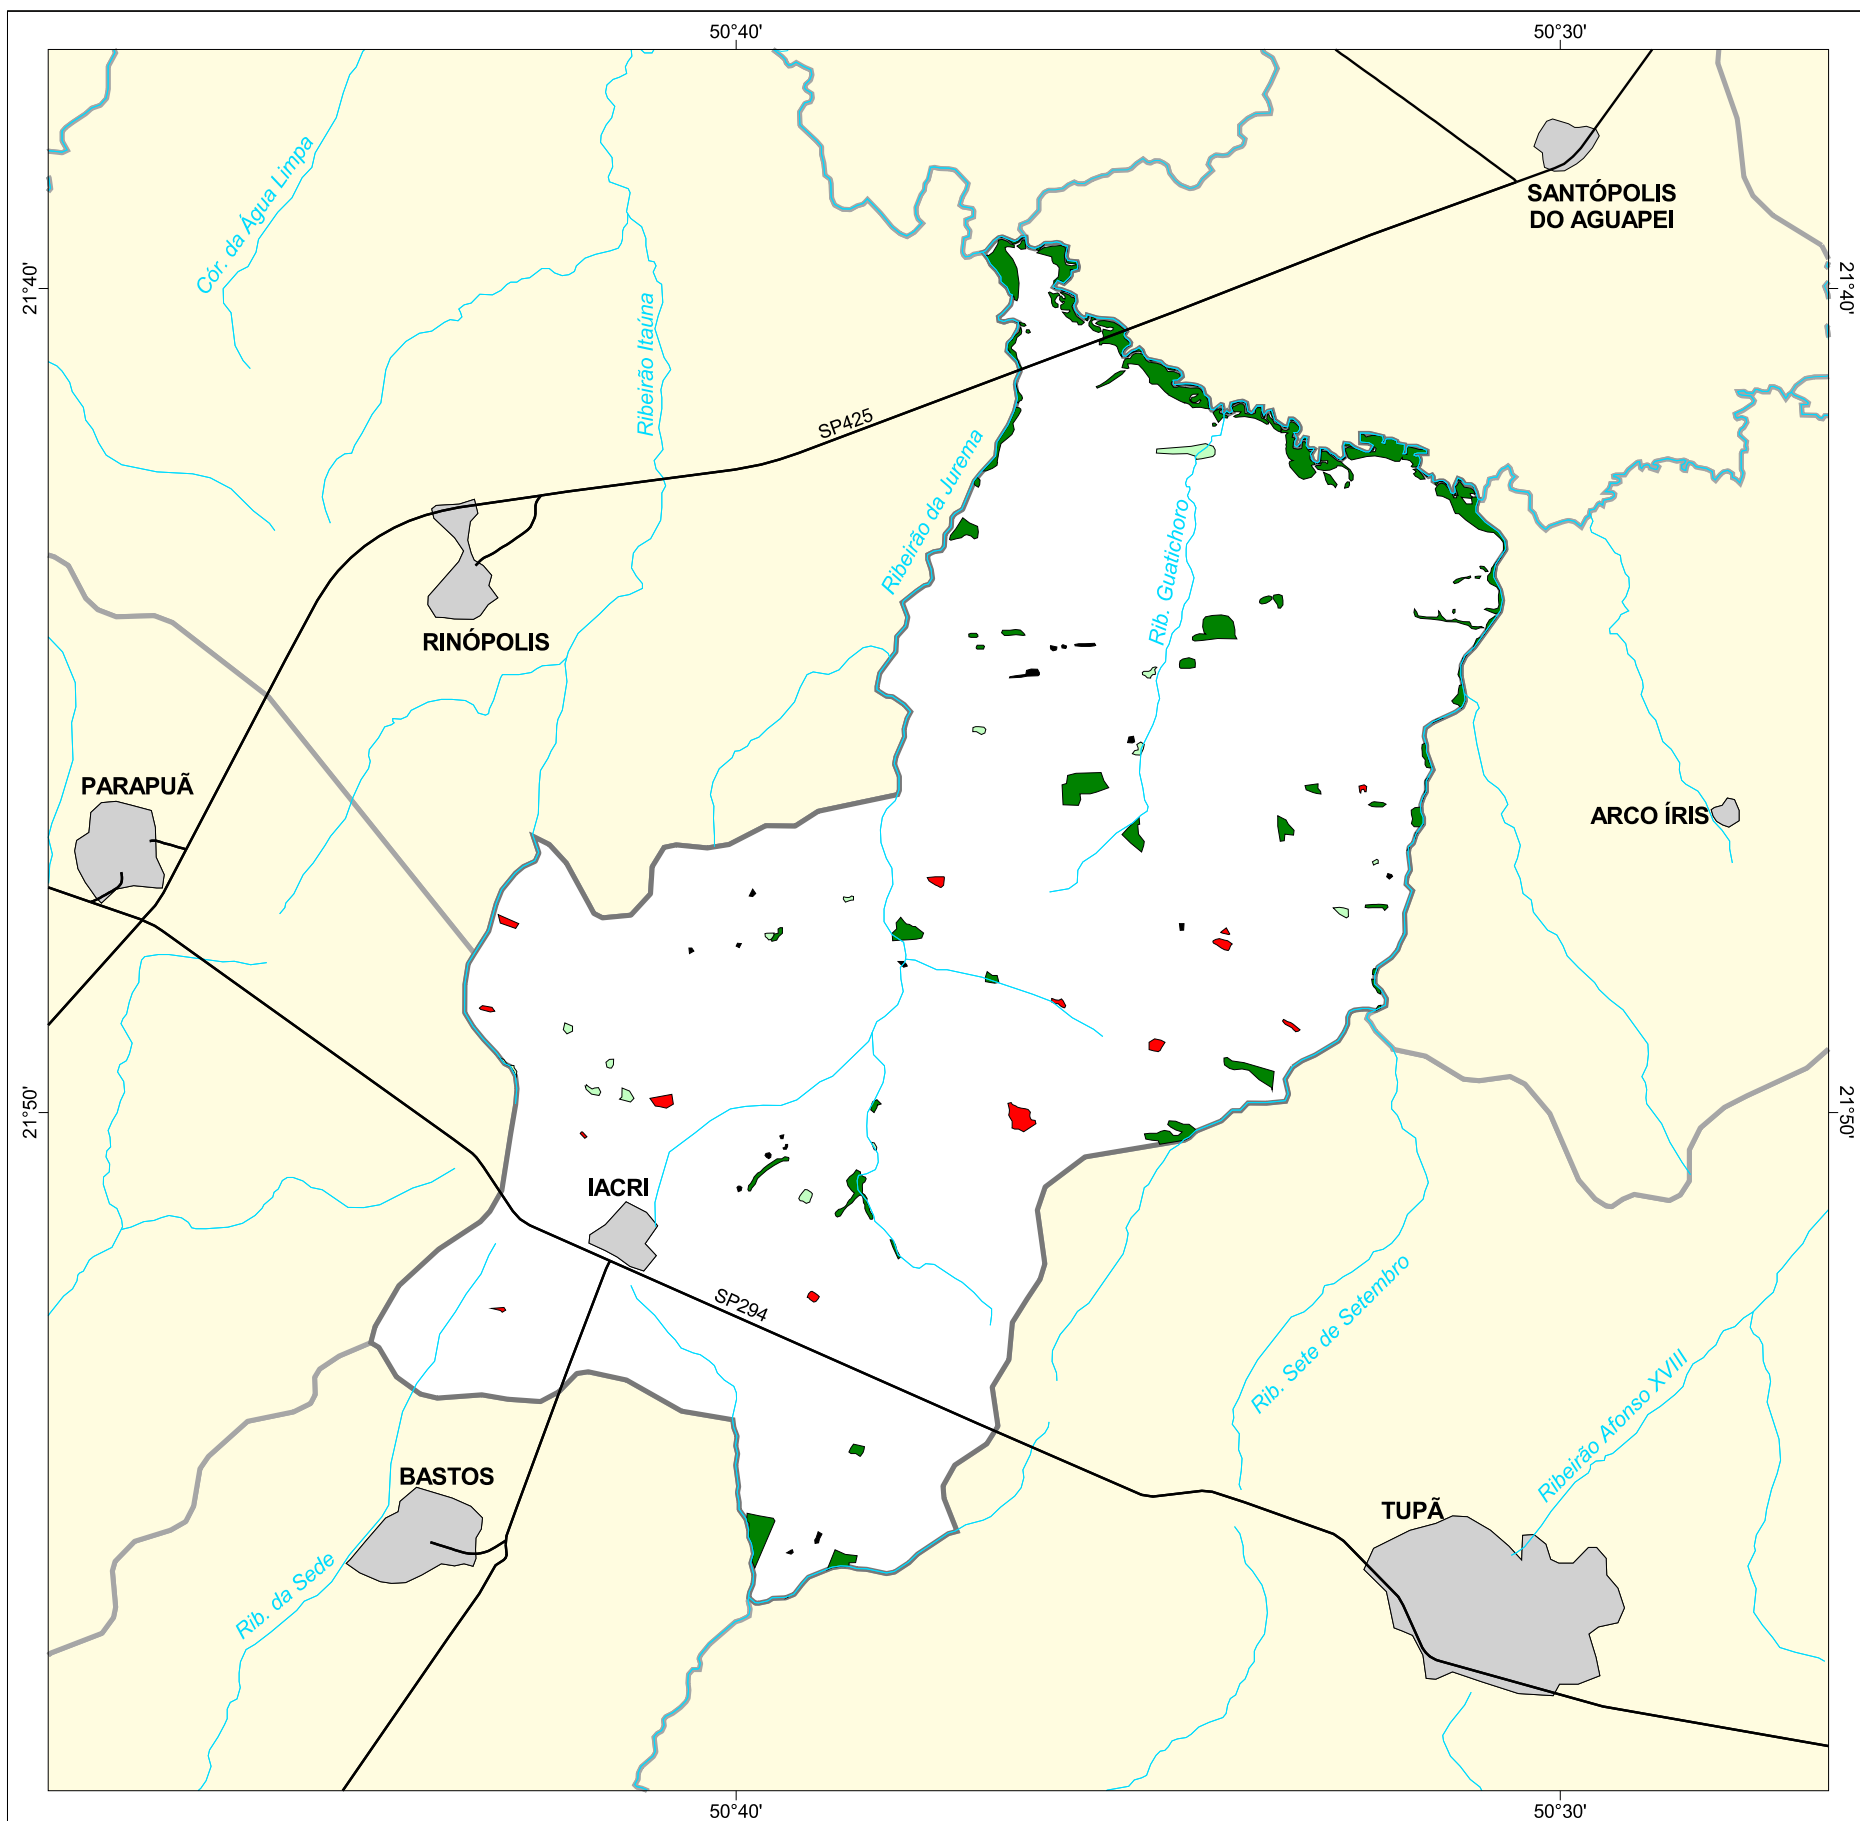 50°40'
50°30'
Cór. da Água Limpa
SANTÓPOLIS
DO AGUAPEI
21°40'
21°40'
Ribeirão Itaúna
SP425
Ribeirão da Jurema
Rib. Guatichoro
RINÓPOLIS
PARAPUÃ
ARCO ÍRIS
21°50'
21°50'
IACRI
SP294
Rib. Sete de Setembro
Ribeirão Afonso XVIII
BASTOS
TUPÃ
Rib. da Sede
50°40'
50°30'